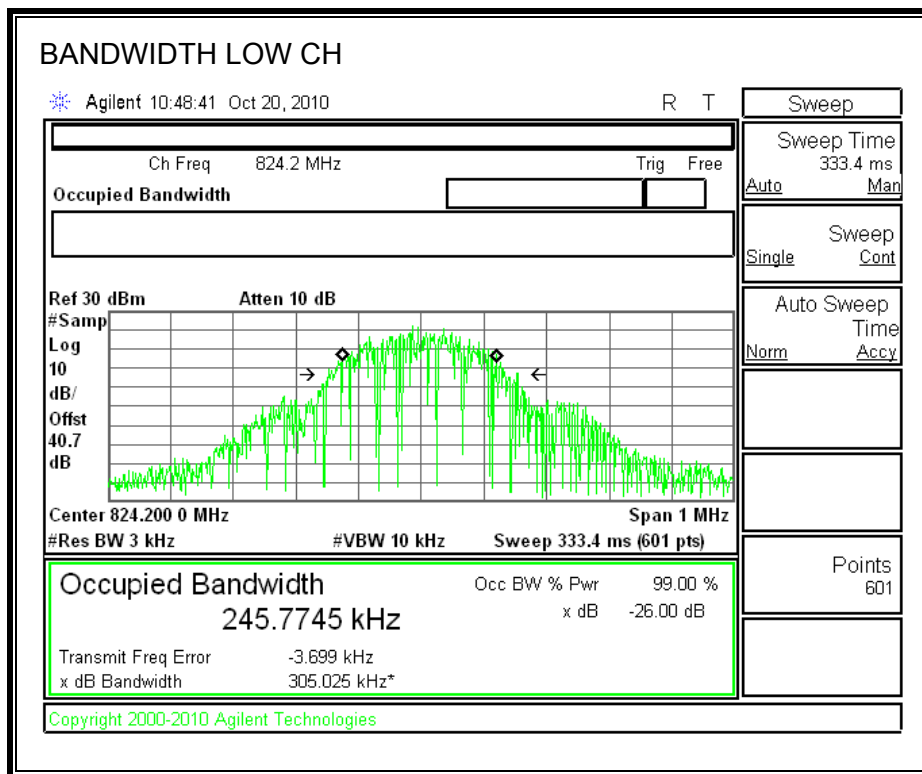 BANDWIDTH LOW CH
Agilent 10:48:41 Oct 20, 2010 R T
Sweep
Ch Freq 824.2 MHz Trig Free
Occupied Bandwidth
Sweep Time
333.4 ms
Auto Man
Sweep
Single Cont
Ref 30 dBm Atten 10 dB
#Samp
Log
10
dB/
Offst
40.7
dB
Auto Sweep
Time
Norm Accy
Center 824.200 0 MHz Span 1 MHz
#Res BW 3 kHz #VBW 10 kHz Sweep 333.4 ms (601 pts)
Points
601
Occupied Bandwidth Occ BW % Pwr 99.00 %
245.7745 kHz x dB -26.00 dB
Transmit Freq Error -3.699 kHz
x dB Bandwidth 305.025 kHz*
Copyright 2000-2010 Agilent Technologies